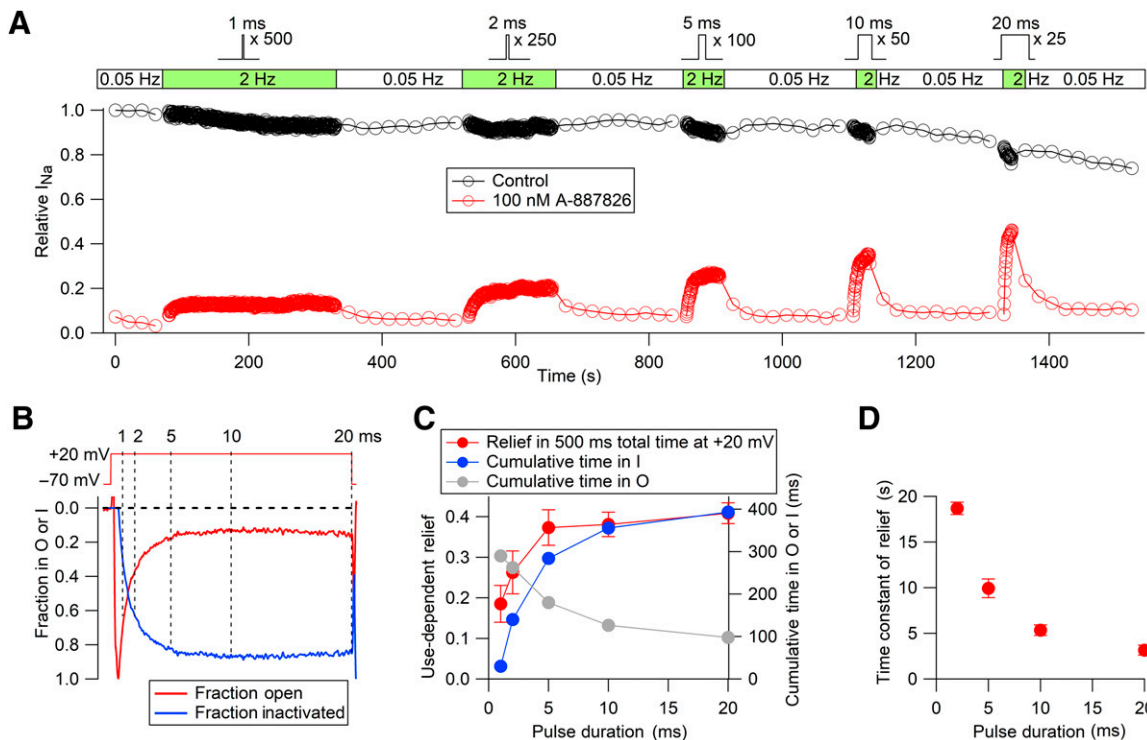 A
1 ms
x 500
2 ms
x 250
5 ms
x 100
10 ms
x 50
20 ms
x 25
0.05 Hz
2 Hz
0.05 Hz
2 Hz
0.05 Hz
2 Hz
0.05 Hz
2 Hz
0.05 Hz
2 Hz
0.05 Hz
Relative INa
1.0
0.8
0.6
0.4
0.2
0.0
Control
100 nM A-887826
0
200
400
600
800
1000
1200
1400
Time (s)
B
1
2
5
10
20 ms
+20 mV
−70 mV
Fraction in O or I
0.0
0.2
0.4
0.6
0.8
1.0
Fraction open
Fraction inactivated
C
Relief in 500 ms total time at +20 mV
Cumulative time in I
Cumulative time in O
Use-dependent relief
0.4
0.3
0.2
0.1
0.0
400
300
200
100
0
Cumulative time in O or I (ms)
0
5
10
15
20
Pulse duration (ms)
D
Time constant of relief (s)
20
15
10
5
0
0
5
10
15
20
Pulse duration (ms)